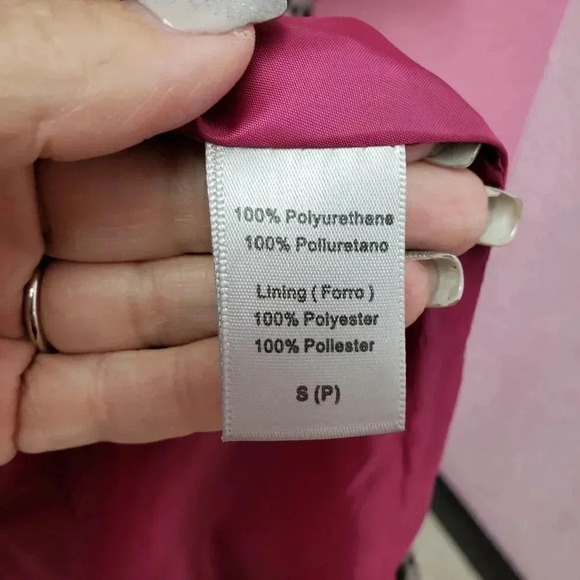 100% Polyurethane
100% Poliuretano
Lining ( Forro )
100% Polyester
100% Poliester
S (P)